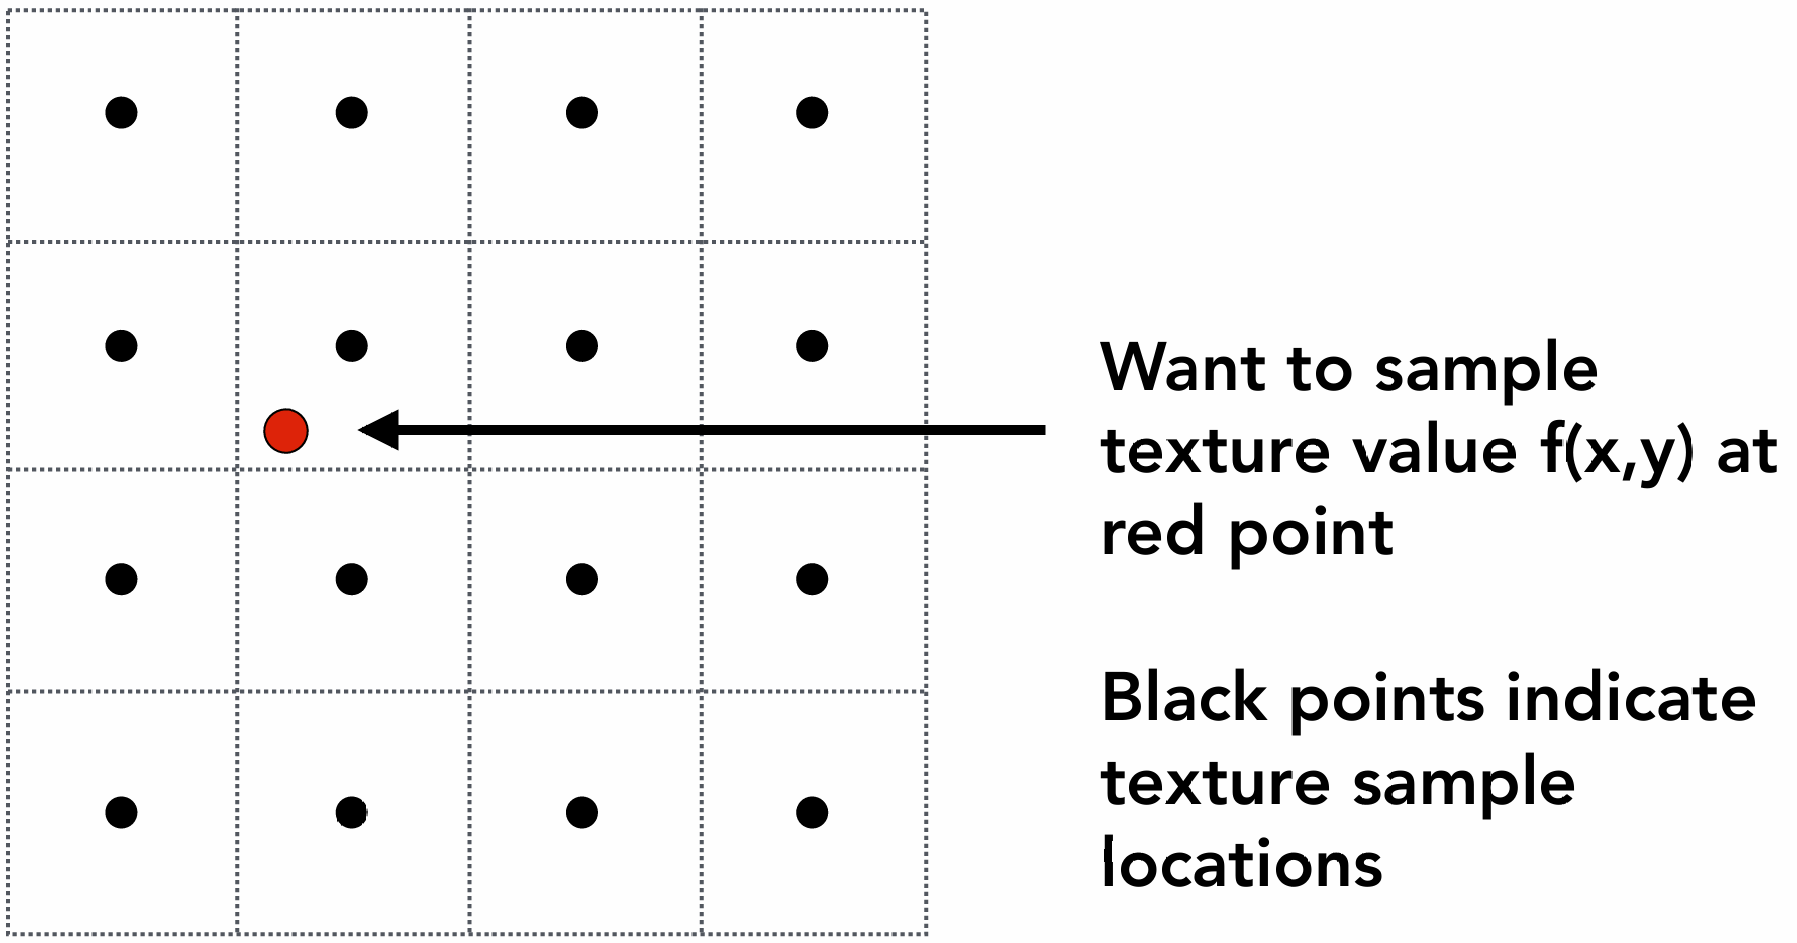 Want to sample
texture value f(x,y) at
red point
Black points indicate
texture sample
locations